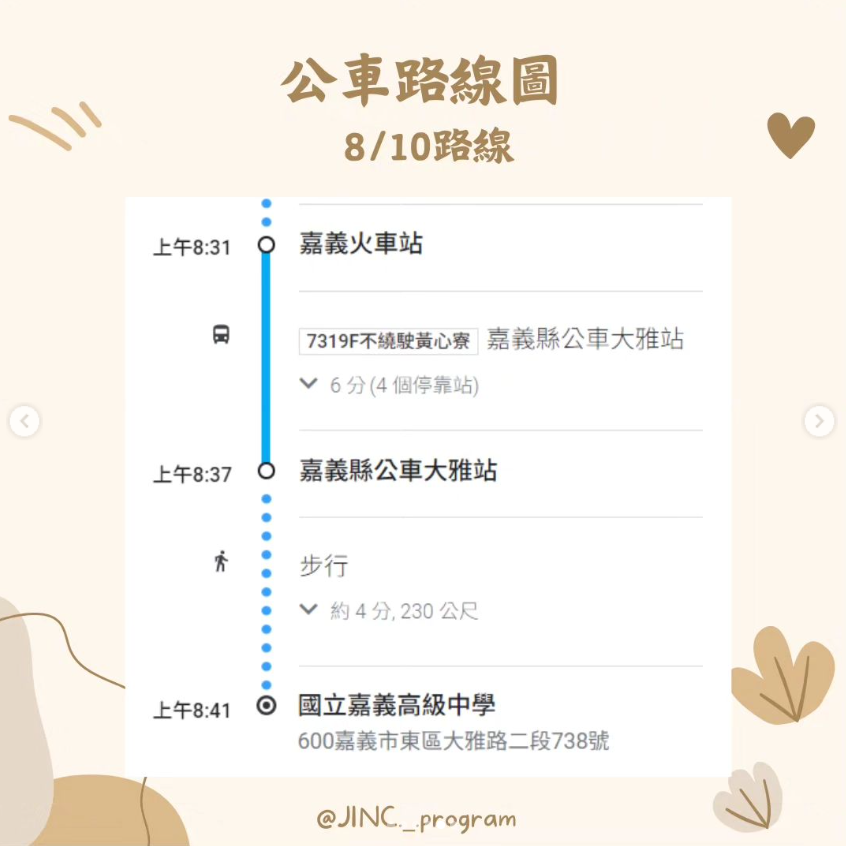 公車路線圖
8/10路線
上午8:31
嘉義火車站
7319F不繞駛黃心寮 嘉義縣公車大雅站
6 分 (4 個停靠站)
上午8:37
嘉義縣公車大雅站
步行
約 4 分, 230 公尺
上午8:41
國立嘉義高級中學
600嘉義市東區大雅路二段738號
@JINC._.program